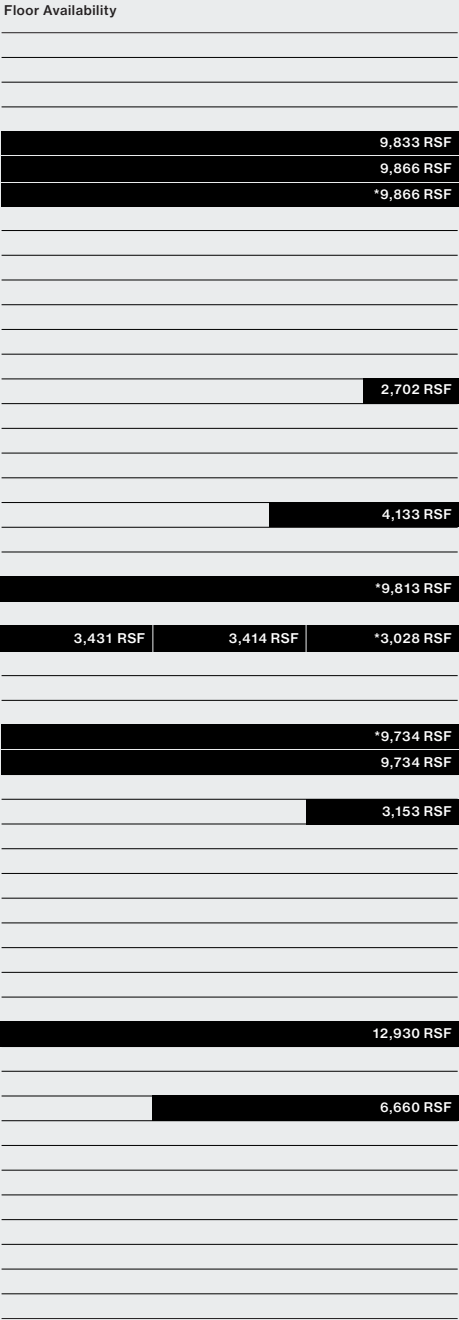 Floor Availability
9,833 RSF
9,866 RSF
*9,866 RSF
2,702 RSF
4,133 RSF
*9,813 RSF
3,431 RSF 3,414 RSF *3,028 RSF
*9,734 RSF
9,734 RSF
3,153 RSF
12,930 RSF
6,660 RSF